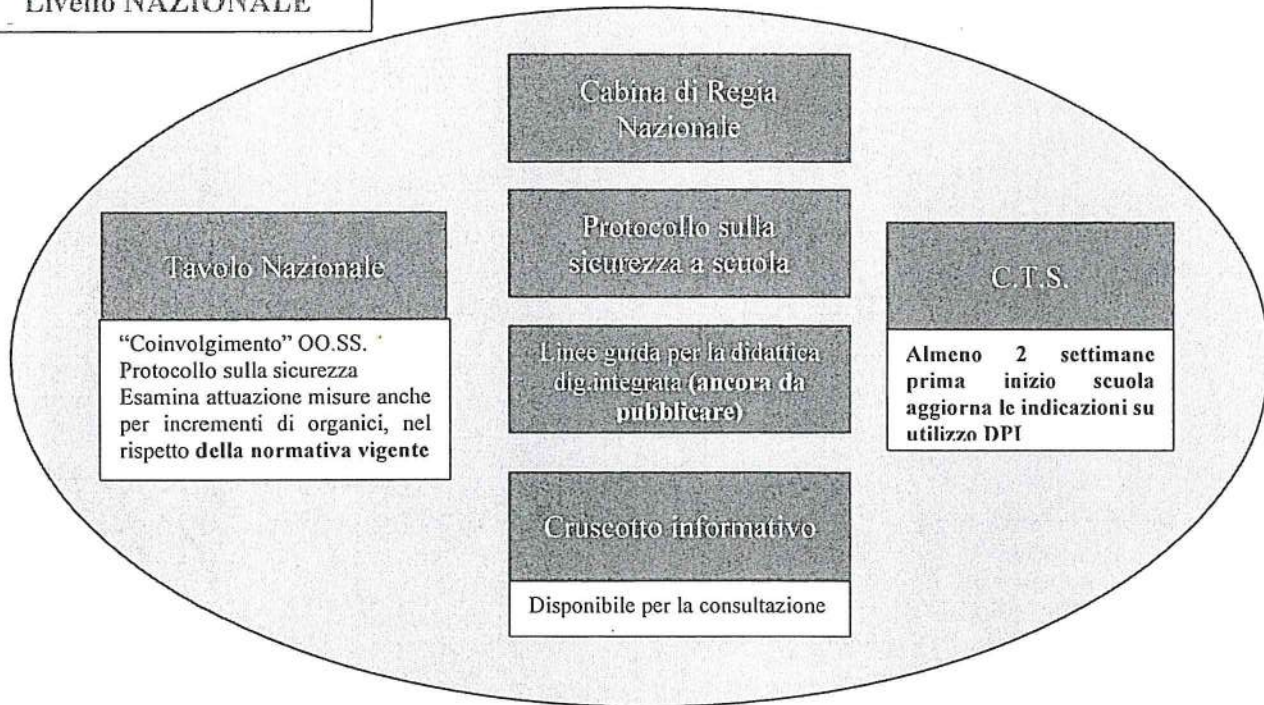 Livello NAZIONALE
Cabina di Regia
Nazionale
Protocollo sulla
sicurezza a scuola
Tavolo Nazionale
"Coinvolgimento" OO.SS.
Protocollo sulla sicurezza
Esamina attuazione misure anche
per incrementi di organici, nel
rispetto della normativa vigente
Linee guida per la didattica
dig.integrata (ancora da
pubblicare)
Cruscotto informativo
Disponibile per la consultazione
C.T.S.
Almeno 2 settimane
prima inizio scuola
aggiorna le indicazioni su
utilizzo DPI